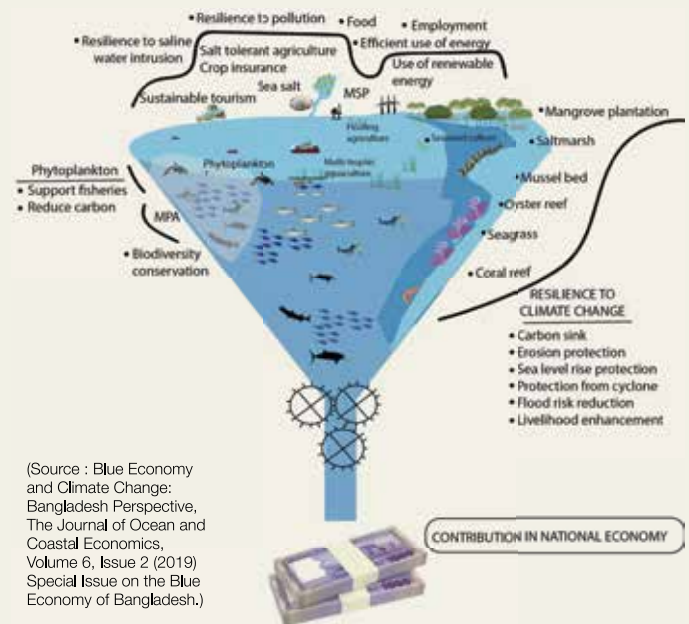 • Resilience to pollution
• Food
• Employment
• Resilience to saline
water intrusion
Salt tolerant agriculture
Crop insurance
• Efficient use of energy
Use of renewable
energy
Sea salt
MSP
Sustainable tourism
• Mangrove plantation
Floating
agriculture
Seaweed culture
• Saltmarsh
Phytoplankton
Multi-trophic
aquaculture
Phytoplankton
• Support fisheries
• Reduce carbon
MPA
• Biodiversity
conservation
• Mussel bed
• Oyster reef
• Seagrass
• Coral reef
RESILIENCE TO
CLIMATE CHANGE
• Carbon sink
• Erosion protection
• Sea level rise protection
• Protection from cyclone
• Flood risk reduction
• Livelihood enhancement
(Source : Blue Economy
and Climate Change:
Bangladesh Perspective,
The Journal of Ocean and
Coastal Economics,
Volume 6, Issue 2 (2019)
Special Issue on the Blue
Economy of Bangladesh.)
CONTRIBUTION IN NATIONAL ECONOMY